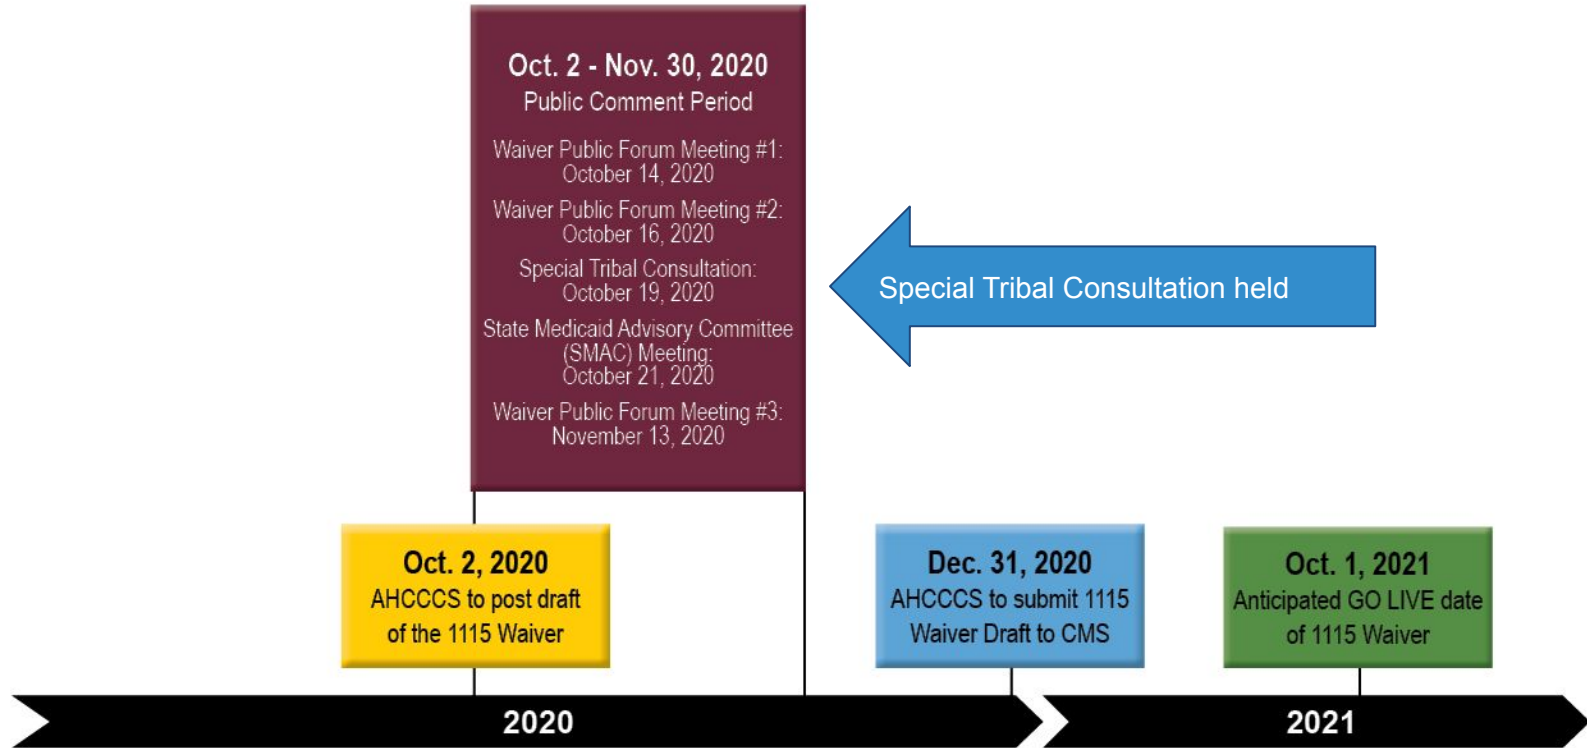 Oct. 2 - Nov. 30, 2020
Public Comment Period
Waiver Public Forum Meeting #1:
October 14, 2020
Waiver Public Forum Meeting #2:
October 16, 2020
Special Tribal Consultation:
October 19, 2020
State Medicaid Advisory Committee
(SMAC) Meeting:
October 21, 2020
Waiver Public Forum Meeting #3:
November 13, 2020
Special Tribal Consultation held
Oct. 2, 2020
AHCCCS to post draft
of the 1115 Waiver
Dec. 31, 2020
AHCCCS to submit 1115
Waiver Draft to CMS
Oct. 1, 2021
Anticipated GO LIVE date
of 1115 Waiver
2020
2021